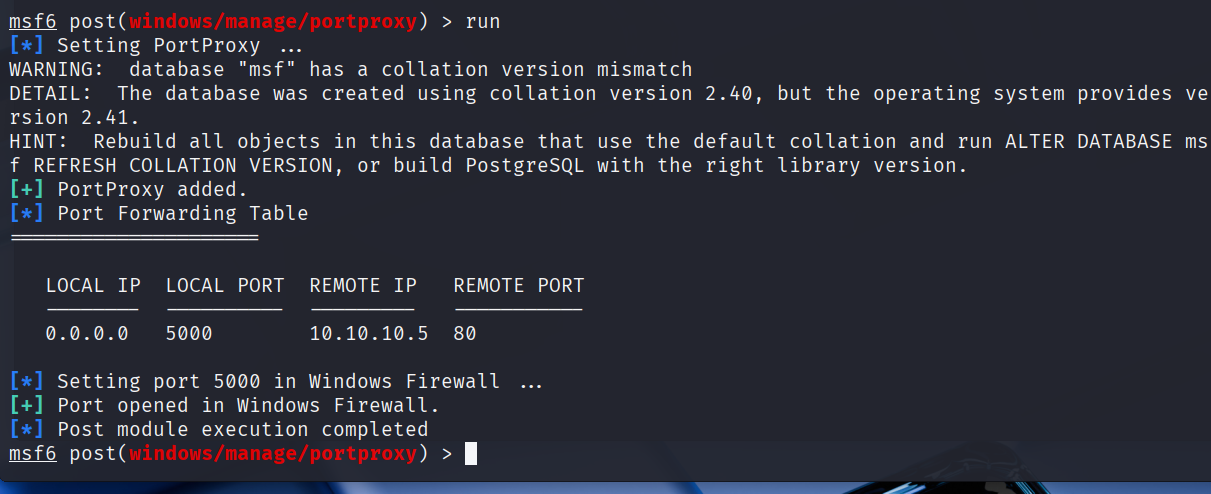 msf6 post(windows/manage/portproxy) > run
[*] Setting PortProxy ...
WARNING:  database "msf" has a collation version mismatch
DETAIL:  The database was created using collation version 2.40, but the operating system provides ve
rsion 2.41.
HINT:  Rebuild all objects in this database that use the default collation and run ALTER DATABASE ms
f REFRESH COLLATION VERSION, or build PostgreSQL with the right library version.
[+] PortProxy added.
[*] Port Forwarding Table
=====================
LOCAL IP  LOCAL PORT  REMOTE IP   REMOTE PORT
--------  ----------  ---------   -----------
0.0.0.0   5000        10.10.10.5  80
[*] Setting port 5000 in Windows Firewall ...
[+] Port opened in Windows Firewall.
[*] Post module execution completed
msf6 post(windows/manage/portproxy) >